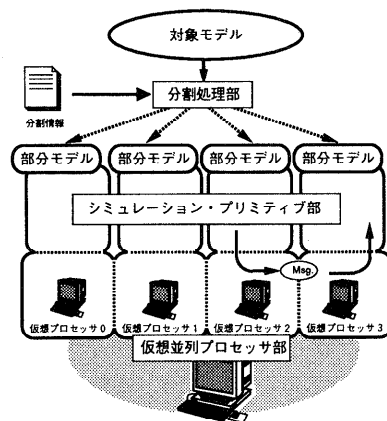 対象モデル
分割処理部
分割情報
部分モデル 部分モデル 部分モデル 部分モデル
シミュレーション・プリミティブ部
Msg.
仮想プロセッサ0 仮想プロセッサ1 仮想プロセッサ2 仮想プロセッサ3
仮想並列プロセッサ部